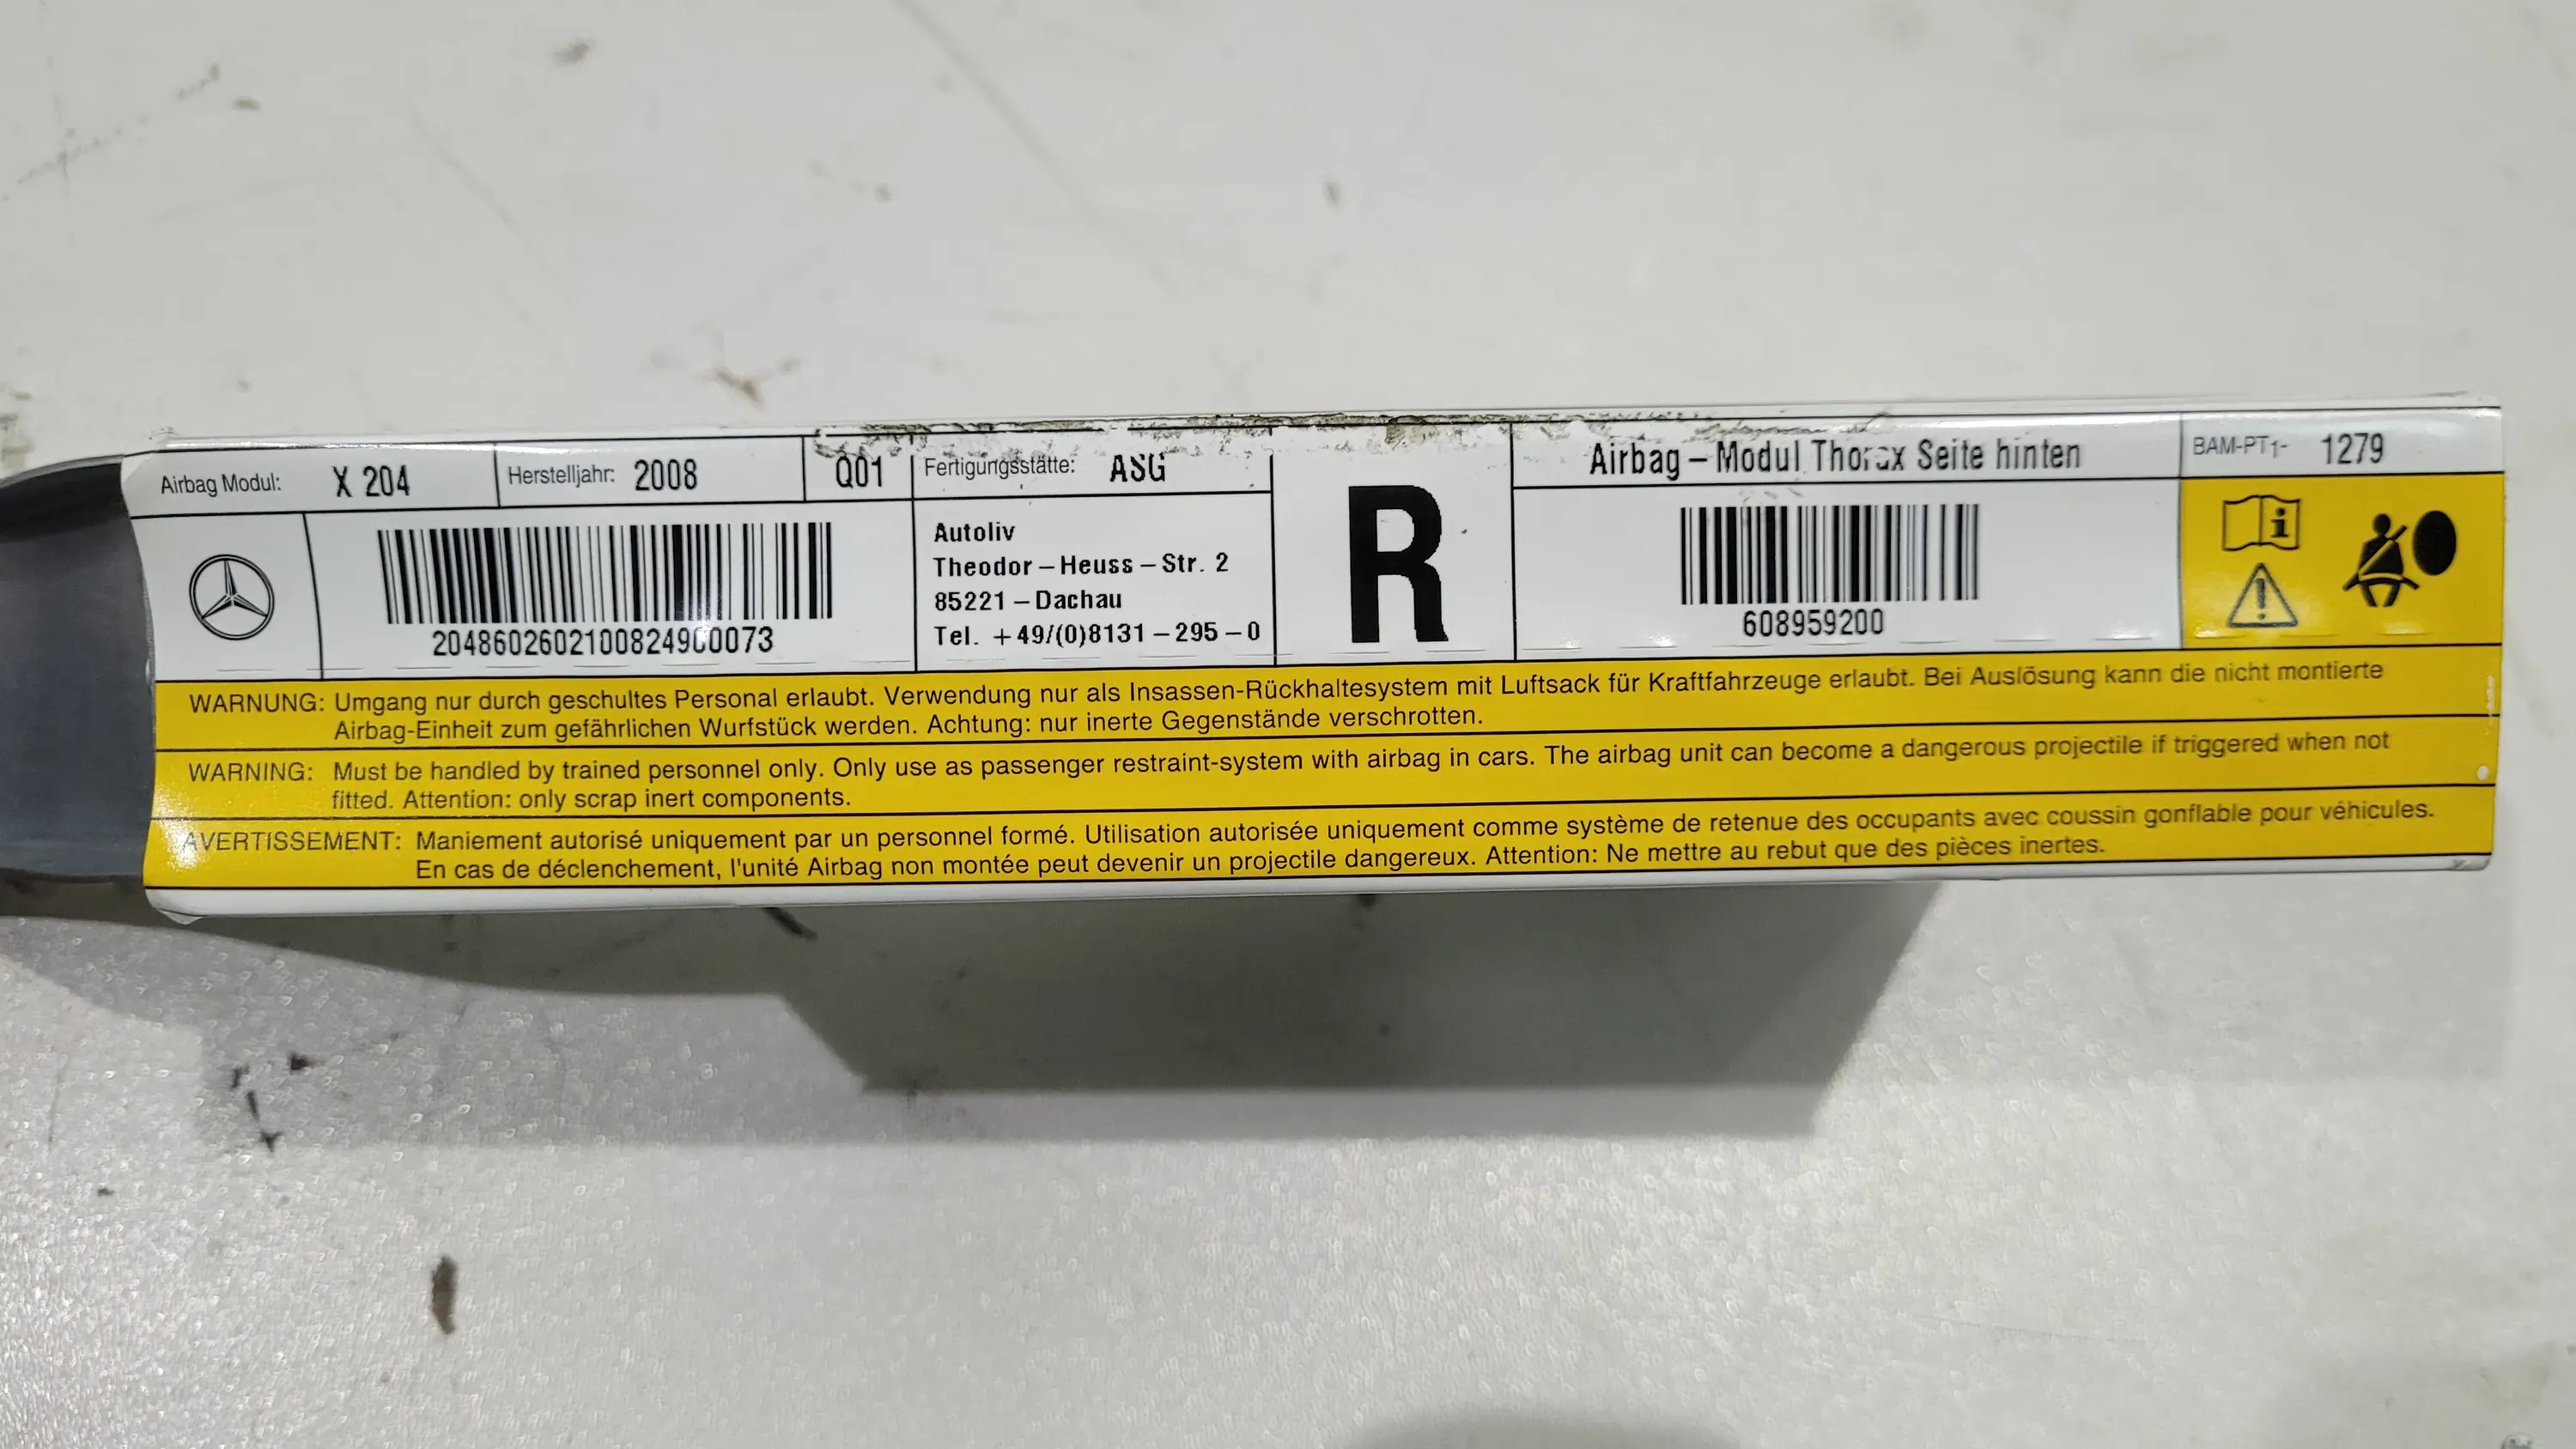 Airbag Modul: X 204 Herstelljahr: 2008 Q01 Fertigungsstätte: ASG
20486026021008249C0073
Autoliv
Theodor – Heuss – Str. 2
85221 – Dachau
Tel. +49/(0)8131 – 295 – 0
R
Airbag – Modul Thorax Seite hinten
608959200
BAM-PT1- 1279
WARNUNG: Umgang nur durch geschultes Personal erlaubt. Verwendung nur als Insassen-Rückhaltesystem mit Luftsack für Kraftfahrzeuge erlaubt. Bei Auslösung kann die nicht montierte
Airbag-Einheit zum gefährlichen Wurfstück werden. Achtung: nur inerte Gegenstände verschrotten.
WARNING: Must be handled by trained personnel only. Only use as passenger restraint-system with airbag in cars. The airbag unit can become a dangerous projectile if triggered when not
fitted. Attention: only scrap inert components.
AVERTISSEMENT: Maniement autorisé uniquement par un personnel formé. Utilisation autorisée uniquement comme système de retenue des occupants avec coussin gonflable pour véhicules.
En cas de déclenchement, l'unité Airbag non montée peut devenir un projectile dangereux. Attention: Ne mettre au rebut que des pièces inertes.